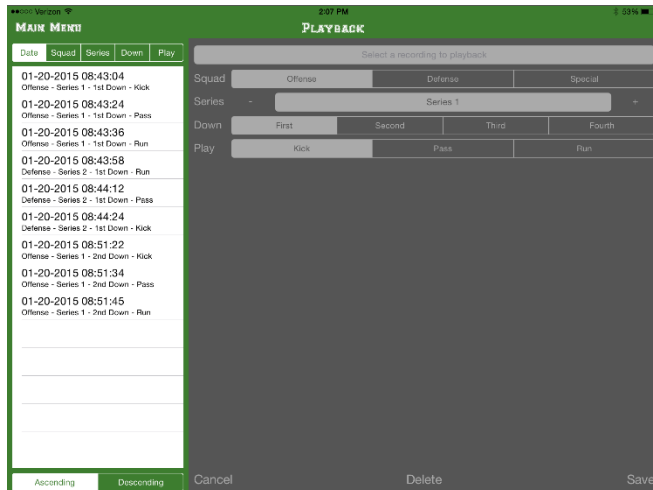 Verizon 2:07 PM 53%
MAIN MENU PLAYBACK
Date Squad Series Down Play
Select a recording to playback
01-20-2015 08:43:04
Offense - Series 1 - 1st Down - Kick
01-20-2015 08:43:24
Offense - Series 1 - 1st Down - Pass
01-20-2015 08:43:36
Offense - Series 1 - 1st Down - Run
01-20-2015 08:43:58
Defense - Series 2 - 1st Down - Run
01-20-2015 08:44:12
Defense - Series 2 - 1st Down - Pass
01-20-2015 08:44:24
Defense - Series 2 - 1st Down - Kick
01-20-2015 08:51:22
Offense - Series 1 - 2nd Down - Kick
01-20-2015 08:51:34
Offense - Series 1 - 2nd Down - Pass
01-20-2015 08:51:45
Offense - Series 1 - 2nd Down - Run
Ascending Descending
Squad Offense Defense Special
Series - Series 1 +
Down First Second Third Fourth
Play Kick Pass Run
Cancel Delete Save